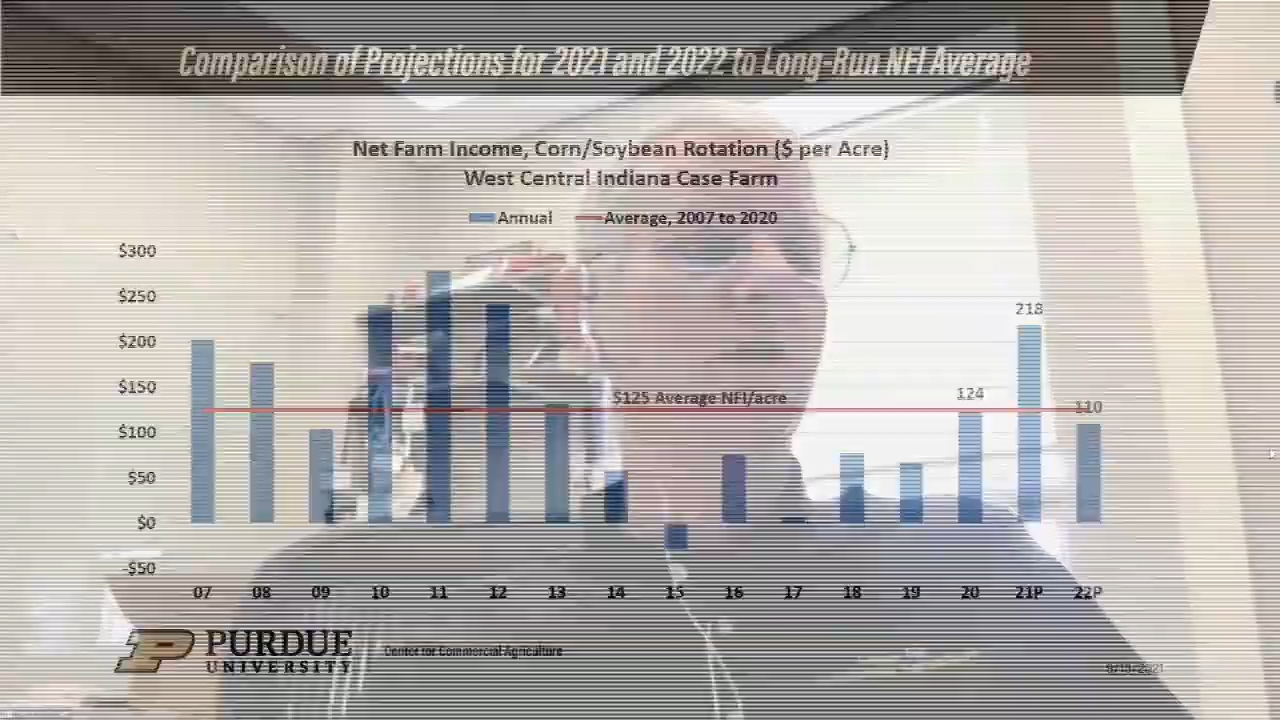 Comparison of Projections for 2021 and 2022 to Long-Run NFI Average
Net Farm Income, Corn/Soybean Rotation ($ per Acre)
West Central Indiana Case Farm
Annual Average, 2007 to 2020
$300
$250
$200
$150
$100
$50
$0
-$50
$125 Average NFI/acre
124
218
110
07 08 09 10 11 12 13 14 15 16 17 18 19 20 21P 22P
PURDUE
UNIVERSITY
Center for Commercial Agriculture